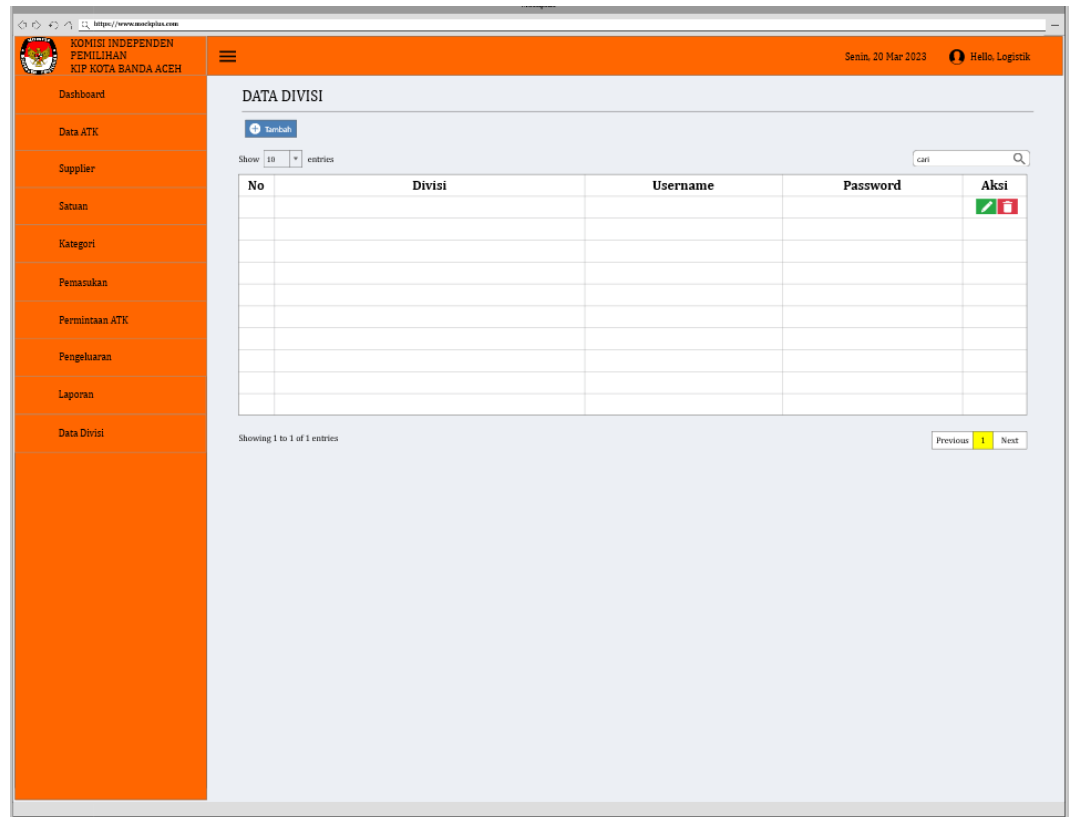 https://www.mockplus.com
KOMISI INDEPENDEN
PEMILIHAN
KIP KOTA BANDA ACEH
Senin, 20 Mar 2023
Hello, Logistik
Dashboard
Data ATK
Supplier
Satuan
Kategori
Pemasukan
Permintaan ATK
Pengeluaran
Laporan
Data Divisi
DATA DIVISI
Tambah
Show 10 entries
cari
No Divisi Username Password Aksi
Showing 1 to 1 of 1 entries
Previous 1 Next